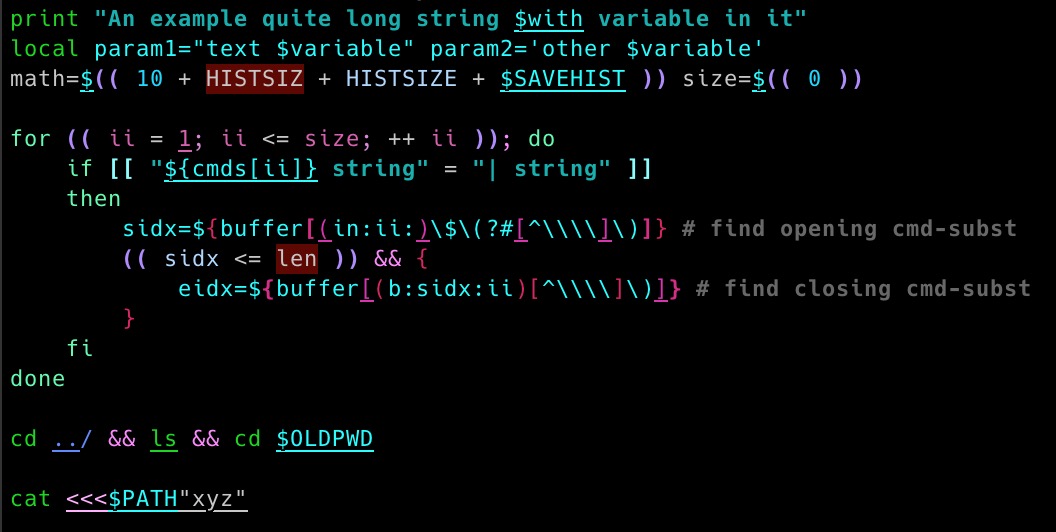 print "An example quite long string $with variable in it"
local param1="text $variable" param2='other $variable'
math=$(( 10 + HISTSIZ + HISTSIZE + $SAVEHIST )) size=$(( 0 ))
for (( ii = 1; ii <= size; ++ ii )); do
if [[ "${cmds[ii]} string" = "| string" ]]
then
sidx=${buffer[(in:ii:)\$\(?#[^\\\\]\)]} # find opening cmd-subst
(( sidx <= len )) && {
eidx=${buffer[(b:sidx:ii)[^\\\\]\)]} # find closing cmd-subst
}
fi
done
cd ../ && ls && cd $OLDPWD
cat <<<$PATH"xyz"